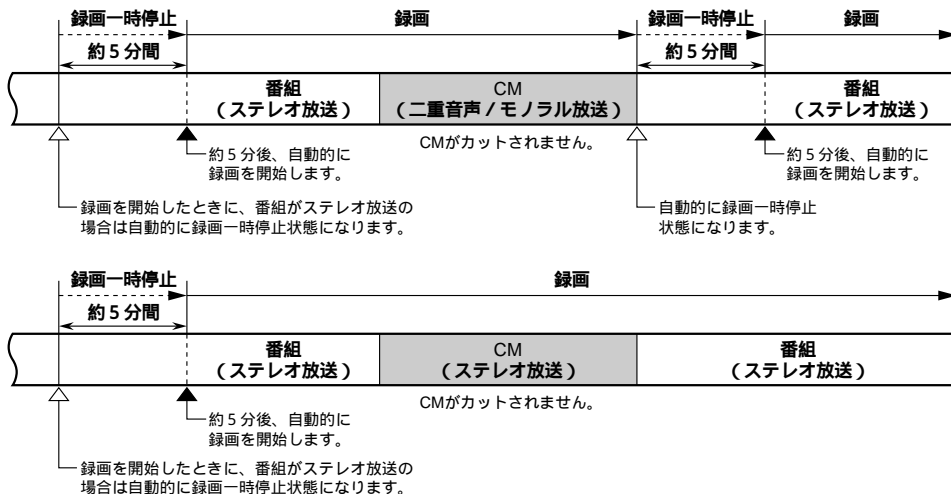 録画一時停止 録画 録画一時停止 録画
約5分間 約5分間
番組 CM 番組
(ステレオ放送) (二重音声/モノラル放送) (ステレオ放送)
CMがカットされません。
約5分後、自動的に
録画を開始します。
約5分後、自動的に
録画を開始します。
録画を開始したときに、番組がステレオ放送の
場合は自動的に録画一時停止状態になります。
自動的に録画一時停止
状態になります。
録画一時停止 録画
約5分間
番組 CM 番組
(ステレオ放送) (ステレオ放送) (ステレオ放送)
CMがカットされません。
約5分後、自動的に
録画を開始します。
録画を開始したときに、番組がステレオ放送の
場合は自動的に録画一時停止状態になります。